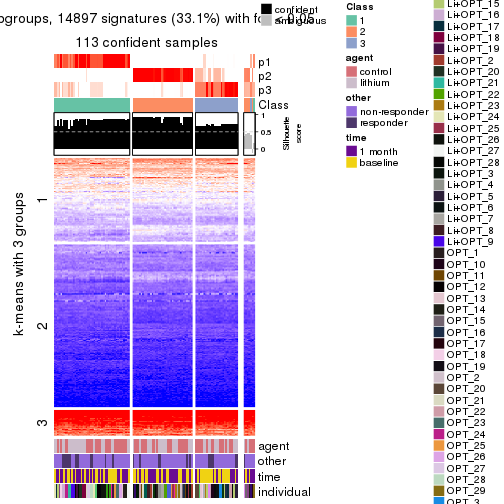 ogroups, 14897 signatures (33.1%) with
113 confident samples
confident
ambiguous
p1
p2
p3
Class
1
0.5
0
Silhouette
score
k-means with 3 groups
1
2
3
agent
other
time
individual
Class
1
2
3
agent
control
lithium
other
non-responder
responder
time
1 month
baseline
Li+OPT_15
Li+OPT_16
Li+OPT_17
Li+OPT_18
Li+OPT_19
Li+OPT_2
Li+OPT_20
Li+OPT_21
Li+OPT_22
Li+OPT_23
Li+OPT_24
Li+OPT_25
Li+OPT_26
Li+OPT_27
Li+OPT_28
Li+OPT_3
Li+OPT_4
Li+OPT_5
Li+OPT_6
Li+OPT_7
Li+OPT_8
Li+OPT_9
OPT_1
OPT_10
OPT_11
OPT_12
OPT_13
OPT_14
OPT_15
OPT_16
OPT_17
OPT_18
OPT_19
OPT_2
OPT_20
OPT_21
OPT_22
OPT_23
OPT_24
OPT_25
OPT_26
OPT_27
OPT_28
OPT_29